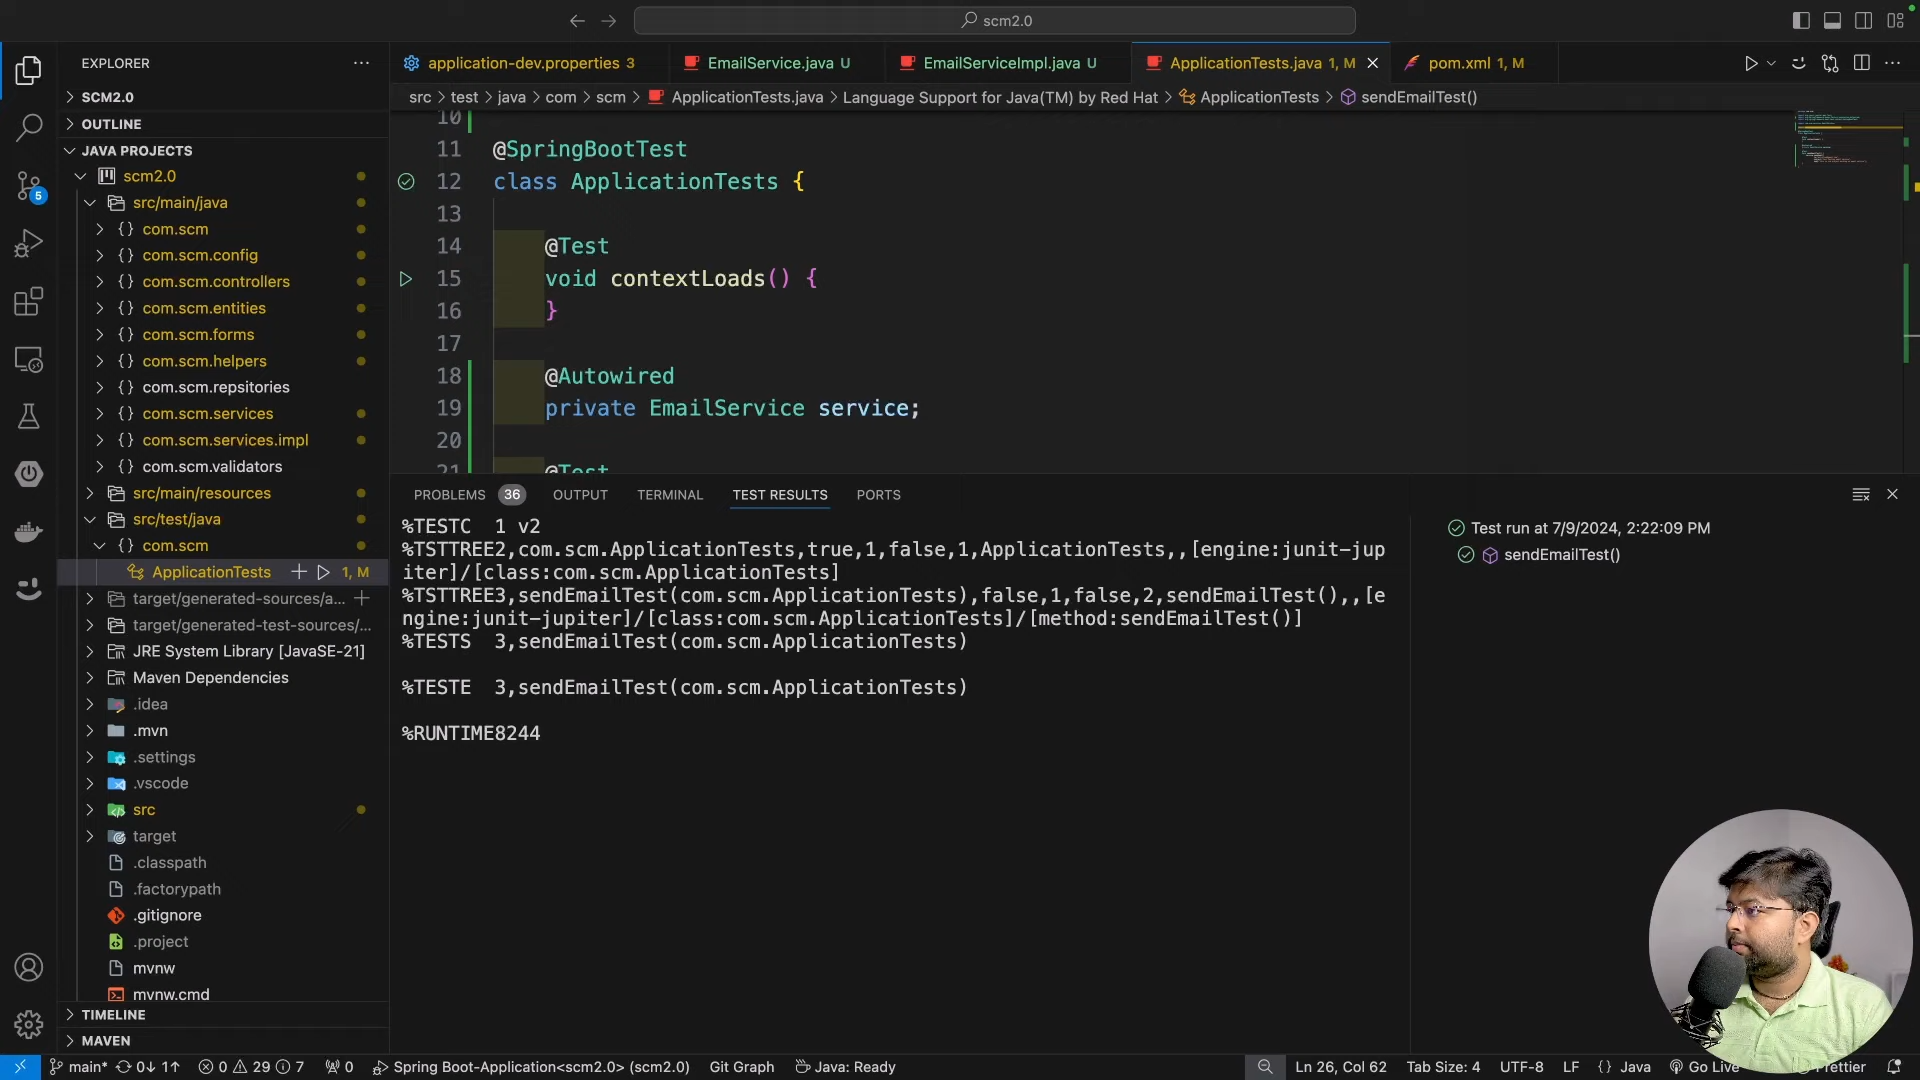 scm2.0
EXPLORER
SCM2.0
OUTLINE
JAVA PROJECTS
scm2.0
src/main/java
{} com.scm
{} com.scm.config
{} com.scm.controllers
{} com.scm.entities
{} com.scm.forms
{} com.scm.helpers
{} com.scm.repsitories
{} com.scm.services
{} com.scm.services.impl
{} com.scm.validators
src/main/resources
src/test/java
{} com.scm
ApplicationTests 1, M
target/generated-sources/a...
target/generated-test-sources/...
JRE System Library [JavaSE-21]
Maven Dependencies
.idea
.mvn
.settings
.vscode
src
target
.classpath
.factorypath
.gitignore
.project
mvnw
mvnw.cmd
TIMELINE
MAVEN
5
application-dev.properties 3
EmailService.java U
EmailServiceImpl.java U
ApplicationTests.java 1, M
pom.xml 1, M
src > test > java > com > scm > ApplicationTests.java > Language Support for Java(TM) by Red Hat > ApplicationTests > sendEmailTest()
10
11 @SpringBootTest
12 class ApplicationTests {
13
14 @Test
15 void contextLoads() {
16 }
17
18 @Autowired
19 private EmailService service;
20
21 @Test
PROBLEMS 36 OUTPUT TERMINAL TEST RESULTS PORTS
%TESTC 1 v2
%TSTTREE2,com.scm.ApplicationTests,true,1,false,1,ApplicationTests,,[engine:junit-jup
iter]/[class:com.scm.ApplicationTests]
%TSTTREE3,sendEmailTest(com.scm.ApplicationTests),false,1,false,2,sendEmailTest(),,[e
ngine:junit-jupiter]/[class:com.scm.ApplicationTests]/[method:sendEmailTest()]
%TESTS 3,sendEmailTest(com.scm.ApplicationTests)
%TESTE 3,sendEmailTest(com.scm.ApplicationTests)
%RUNTIME8244
Test run at 7/9/2024, 2:22:09 PM
sendEmailTest()
main* 0↓ 1↑ 0 29 7 0 Spring Boot-Application<scm2.0> (scm2.0) Git Graph Java: Ready Ln 26, Col 62 Tab Size: 4 UTF-8 LF {} Java Go Live